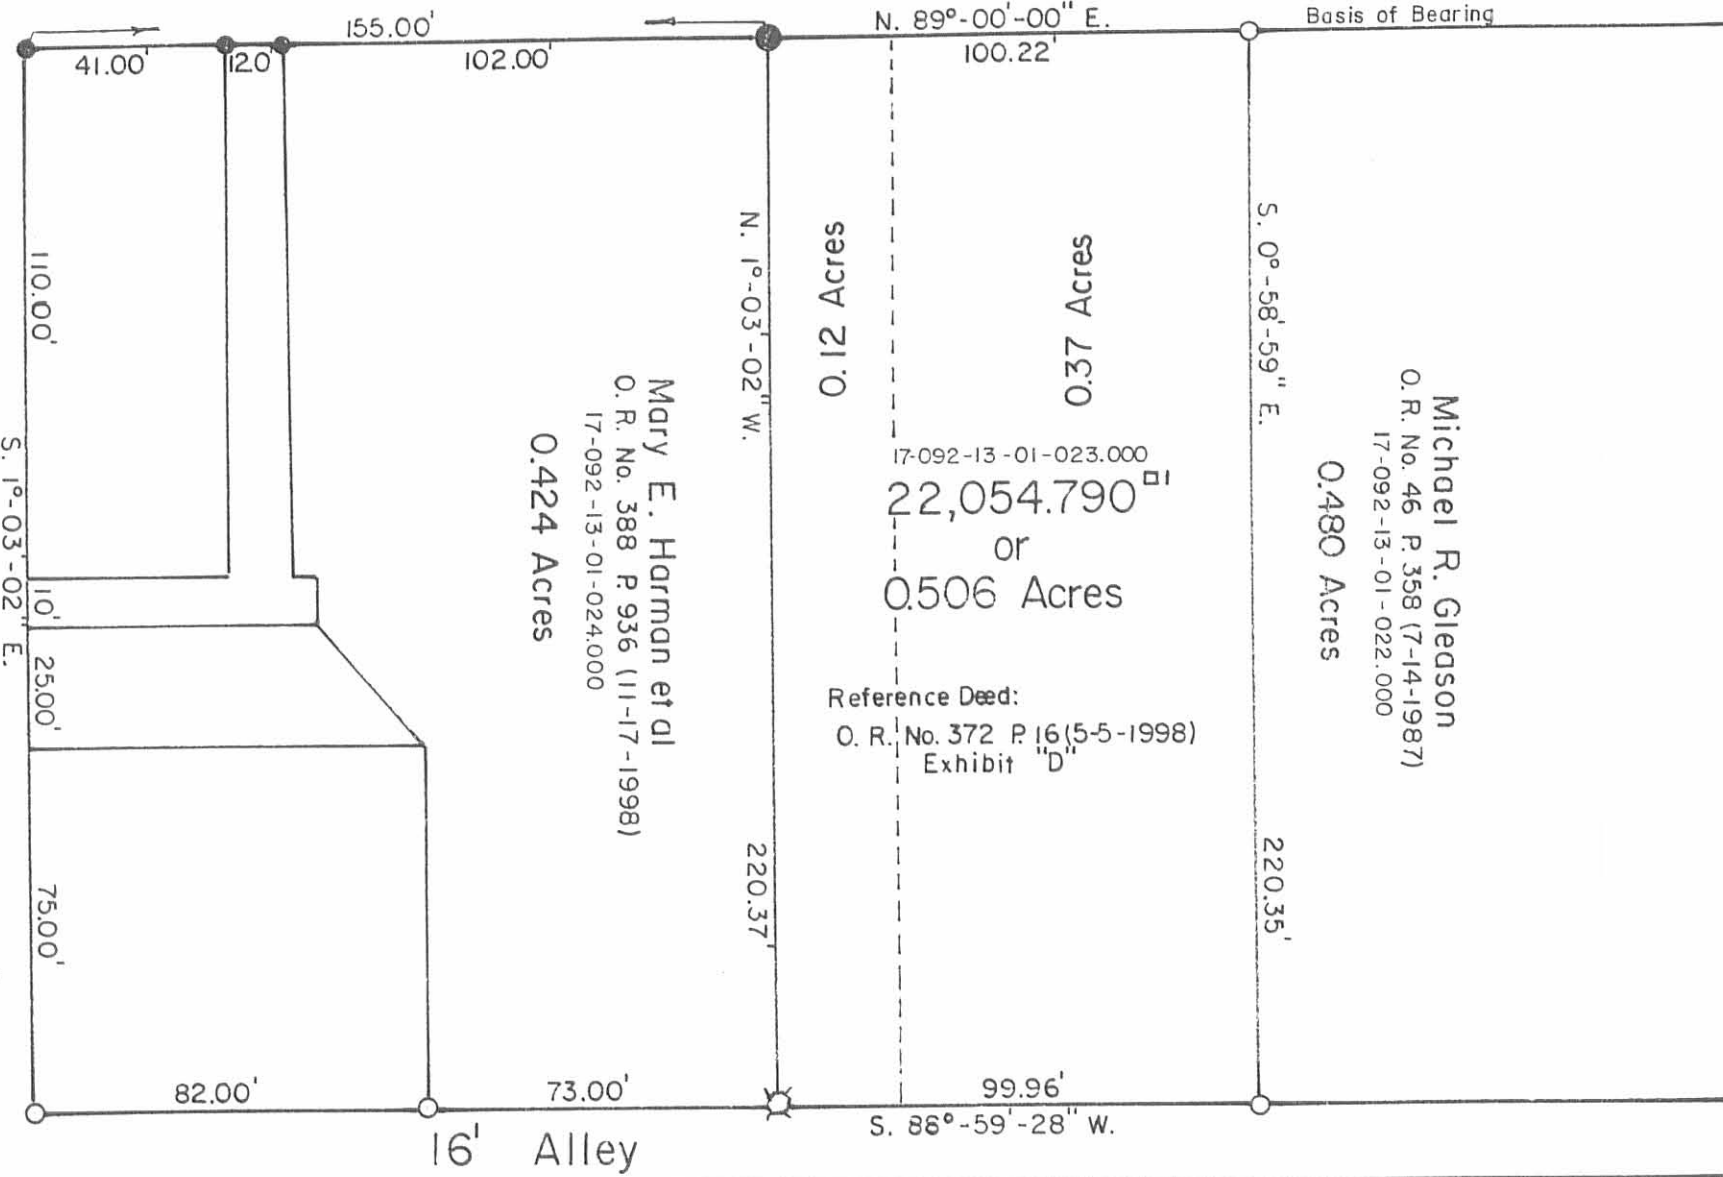 155.00'
N. 89°-00'-00" E.
Basis of Bearing
41.00'
12.0'
102.00'
100.22'
110.00'
S. 1°-03'-02" E.
10'
25.00'
75.00'
Mary E. Harman et al
O. R. No. 388 P. 936 (11-17-1998)
17-092-13-01-024.000
0.424 Acres
N. 1°-03'-02" W.
220.37'
0.12 Acres
0.37 Acres
17-092-13-01-023.000
22,054.790 □'
or
0.506 Acres
Reference Deed:
O. R. No. 372 P. 16 (5-5-1998)
Exhibit "D"
S. 0°-58'-59" E.
220.35'
Michael R. Gleason
O. R. No. 46 P. 358 (7-14-1987)
17-092-13-01-022.000
0.480 Acres
82.00'
73.00'
99.96'
S. 88°-59'-28" W.
16' Alley